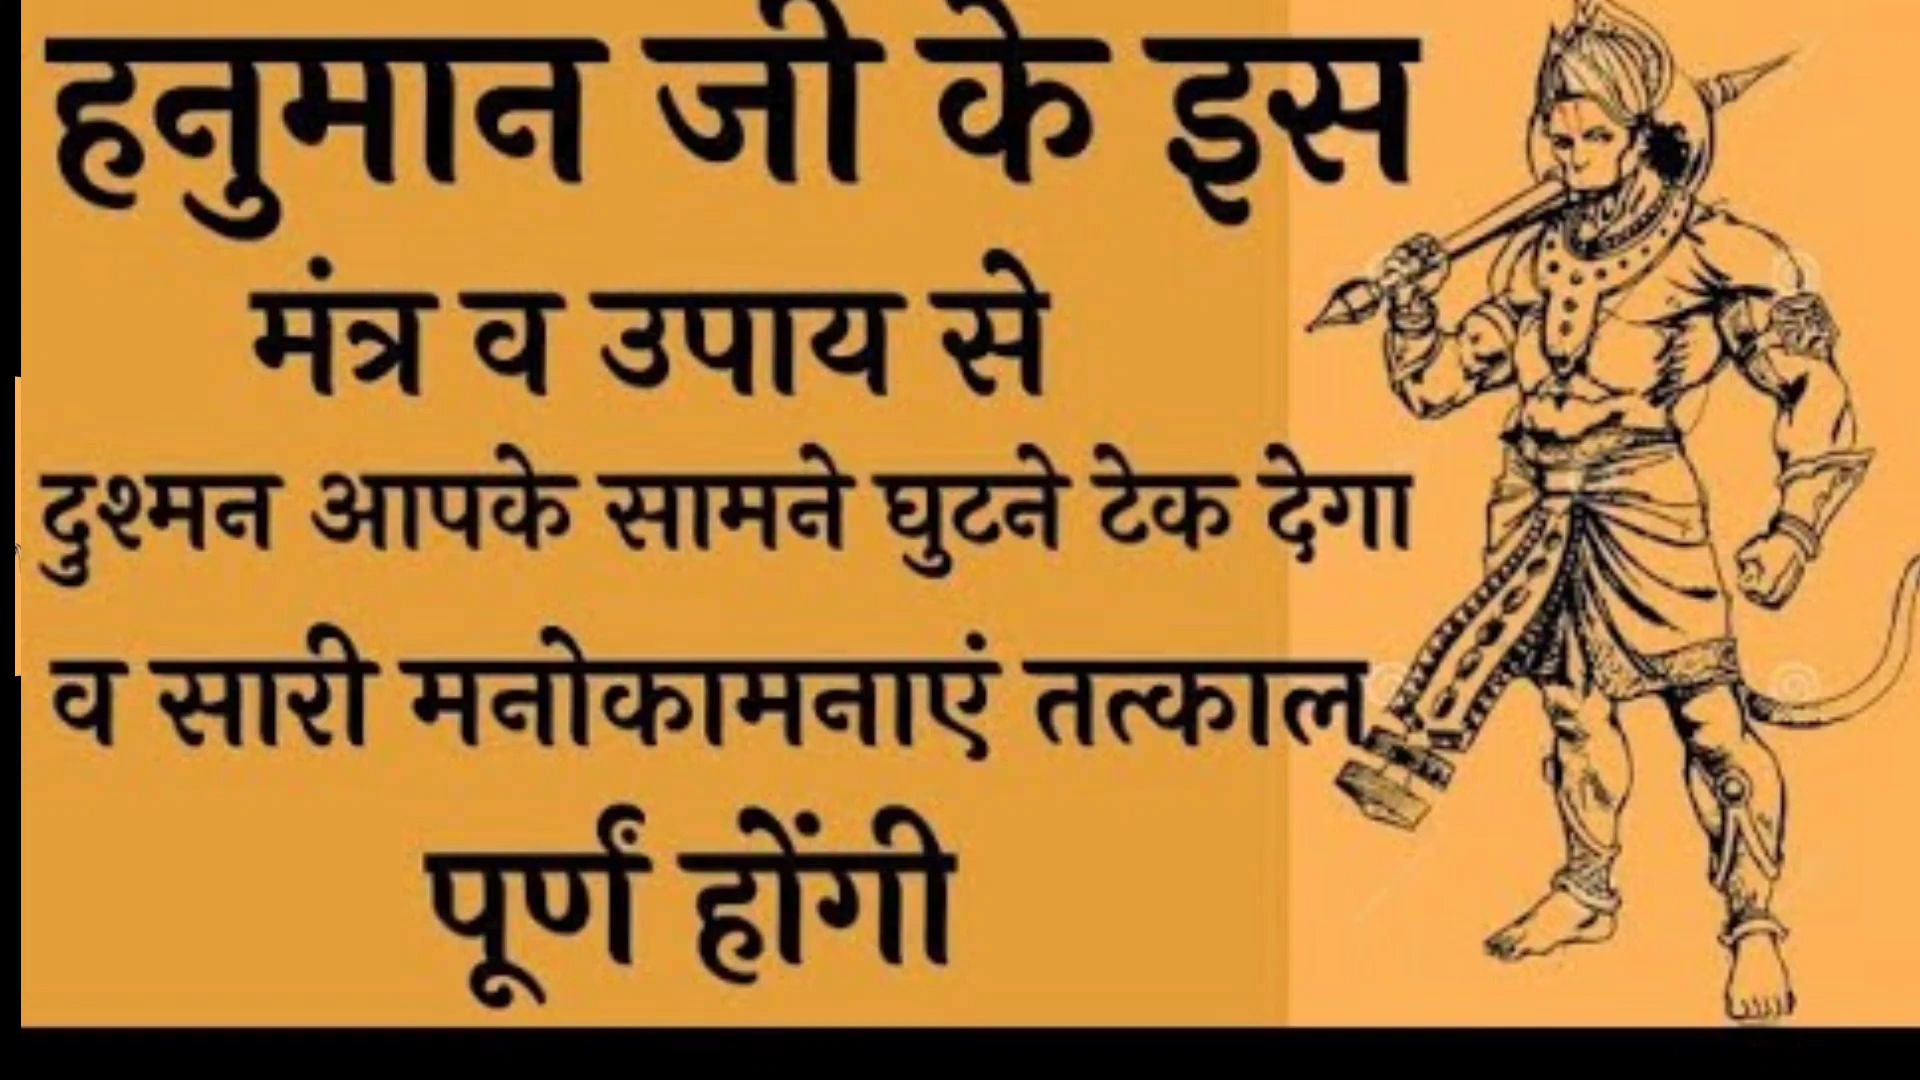 हनुमान जी के इस
मंत्र व उपाय से
दुश्मन आपके सामने घुटने टेक देगा
व सारी मनोकामनाएं तत्काल
पूर्णं होंगी